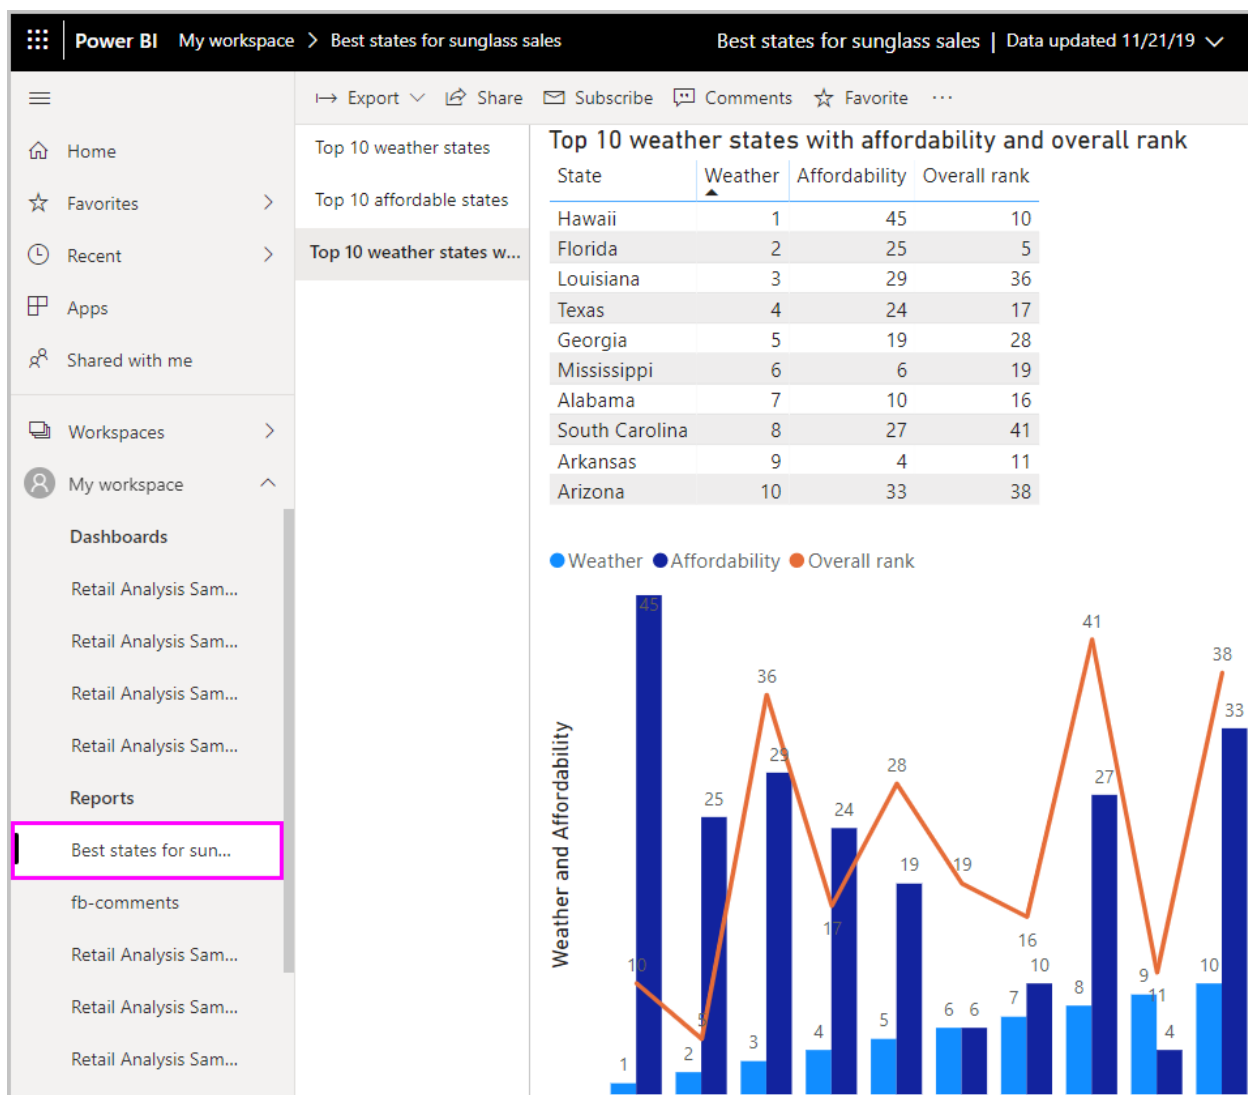 Power BI My workspace > Best states for sunglass sales Best states for sunglass sales | Data updated 11/21/19
Export Share Subscribe Comments Favorite ...
Home
Favorites
Recent
Apps
Shared with me
Workspaces
My workspace
Dashboards
Retail Analysis Sam...
Retail Analysis Sam...
Retail Analysis Sam...
Retail Analysis Sam...
Reports
Best states for sun...
fb-comments
Retail Analysis Sam...
Retail Analysis Sam...
Retail Analysis Sam...
Top 10 weather states
Top 10 affordable states
Top 10 weather states w...
Top 10 weather states with affordability and overall rank
State Weather Affordability Overall rank
Hawaii 1 45 10
Florida 2 25 5
Louisiana 3 29 36
Texas 4 24 17
Georgia 5 19 28
Mississippi 6 6 19
Alabama 7 10 16
South Carolina 8 27 41
Arkansas 9 4 11
Arizona 10 33 38
Weather Affordability Overall rank
Weather and Affordability
45
41
38
36
33
29
28
27
25
24
19
19
17
16
10
10
10
9
11
8
7
6
6
5
5
4
4
3
2
1